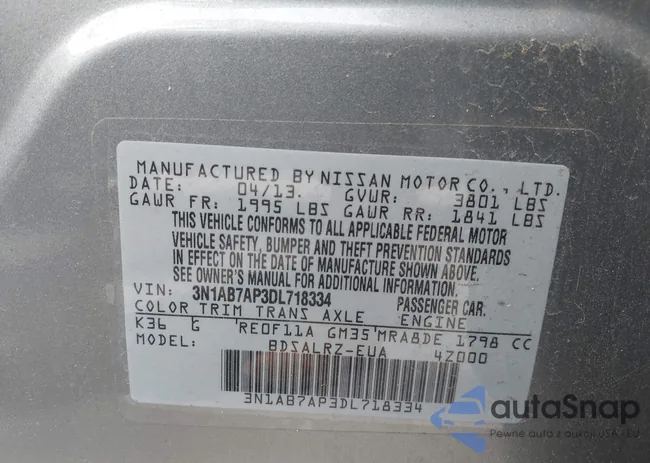 MANUFACTURED BY NISSAN MOTOR CO., LTD.
DATE: 04/13. GVWR: 3801 LBS
GAWR FR: 1995 LBS GAWR RR: 1841 LBS
THIS VEHICLE CONFORMS TO ALL APPLICABLE FEDERAL MOTOR
VEHICLE SAFETY, BUMPER AND THEFT PREVENTION STANDARDS
IN EFFECT ON THE DATE OF MANUFACTURE SHOWN ABOVE.
SEE OWNER'S MANUAL FOR ADDITIONAL INFORMATION.
VIN: 3N1AB7AP3DL718334 PASSENGER CAR.
COLOR TRIM TRANS AXLE ENGINE
K36 G RE0F11A GM35 MRA8DE 1798 CC
MODEL: BDSALRZ-EUA 4Z000
3N1AB7AP3DL718334
autoSnap
Pewne auta z aukcji USA i EU